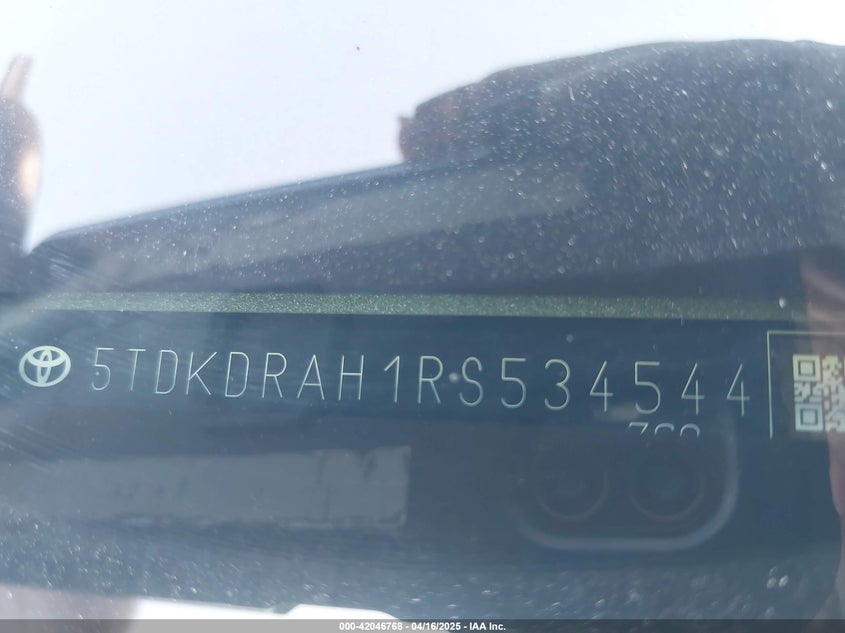 5TDKDRAH1RS534544
000-42046768 - 04/16/2025 - IAA Inc.